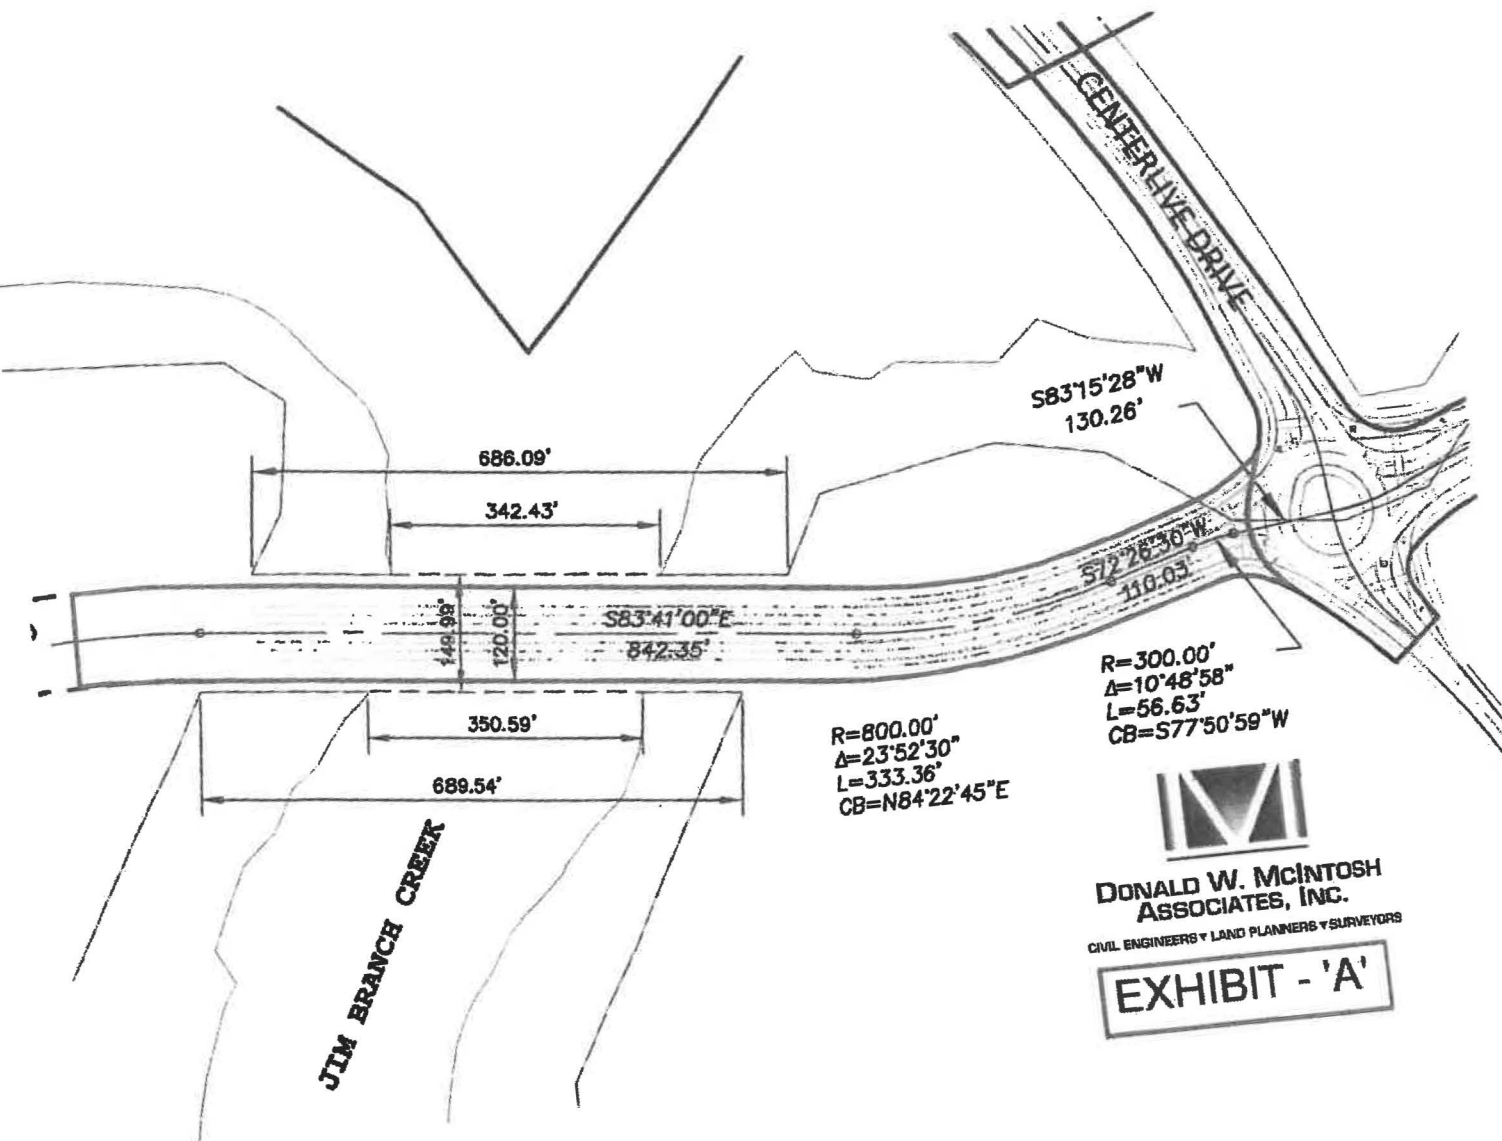 CENTERLIVE DRIVE
S83°15'28"W
130.26'
686.09'
342.43'
S72°26'30"W
110.03'
149.99'
120.00'
S83°41'00"E
842.35'
R=300.00'
Δ=10°48'58"
L=56.63'
CB=S77°50'59"W
350.59'
R=800.00'
Δ=23°52'30"
L=333.36'
CB=N84°22'45"E
689.54'
JIM BRANCH CREEK
DONALD W. MCINTOSH
ASSOCIATES, INC.
CIVIL ENGINEERS ▾ LAND PLANNERS ▾ SURVEYORS
EXHIBIT - 'A'